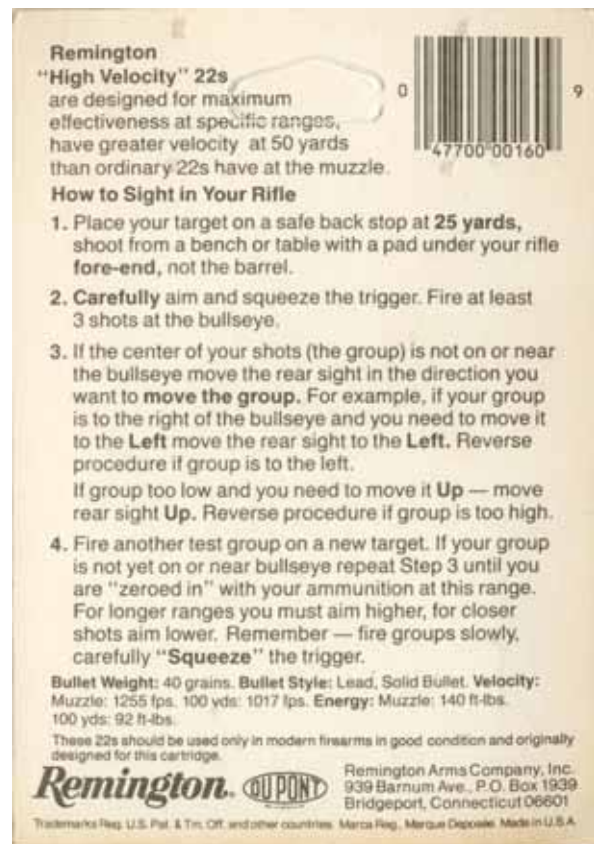 Remington
"High Velocity" 22s
are designed for maximum
effectiveness at specific ranges,
have greater velocity at 50 yards
than ordinary 22s have at the muzzle.
0 47700 00160 9
How to Sight in Your Rifle
1. Place your target on a safe back stop at 25 yards,
shoot from a bench or table with a pad under your rifle
fore-end, not the barrel.
2. Carefully aim and squeeze the trigger. Fire at least
3 shots at the bullseye.
3. If the center of your shots (the group) is not on or near
the bullseye move the rear sight in the direction you
want to move the group. For example, if your group
is to the right of the bullseye and you need to move it
to the Left move the rear sight to the Left. Reverse
procedure if group is to the left.
If group too low and you need to move it Up — move
rear sight Up. Reverse procedure if group is too high.
4. Fire another test group on a new target. If your group
is not yet on or near bullseye repeat Step 3 until you
are "zeroed in" with your ammunition at this range.
For longer ranges you must aim higher, for closer
shots aim lower. Remember — fire groups slowly,
carefully "Squeeze" the trigger.
Bullet Weight: 40 grains. Bullet Style: Lead, Solid Bullet. Velocity:
Muzzle: 1255 fps. 100 yds: 1017 fps. Energy: Muzzle: 140 ft-lbs.
100 yds: 92 ft-lbs.
These 22s should be used only in modern firearms in good condition and originally
designed for this cartridge.
Remington. DU PONT
Remington Arms Company, Inc.
939 Barnum Ave., P.O. Box 1939
Bridgeport, Connecticut 06601
Trademarks Reg. U.S. Pat. & Tm. Off. and other countries. Marca Reg., Marque Deposée. Made in U.S.A.